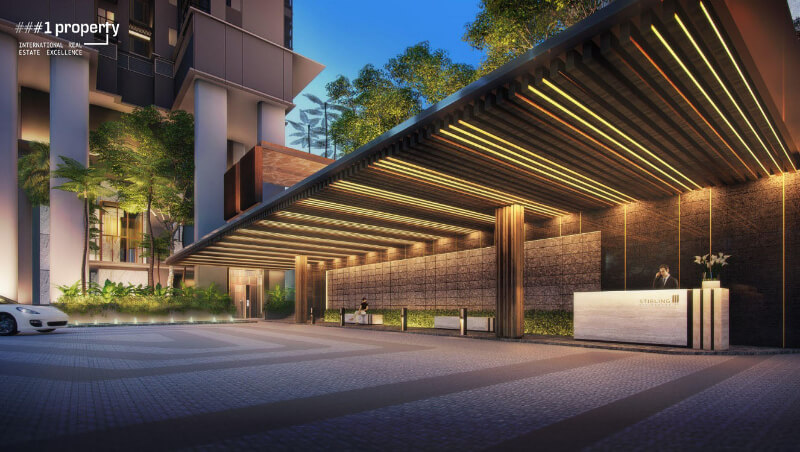 ###1 property
INTERNATIONAL REAL
ESTATE EXCELLENCE
STIRLING